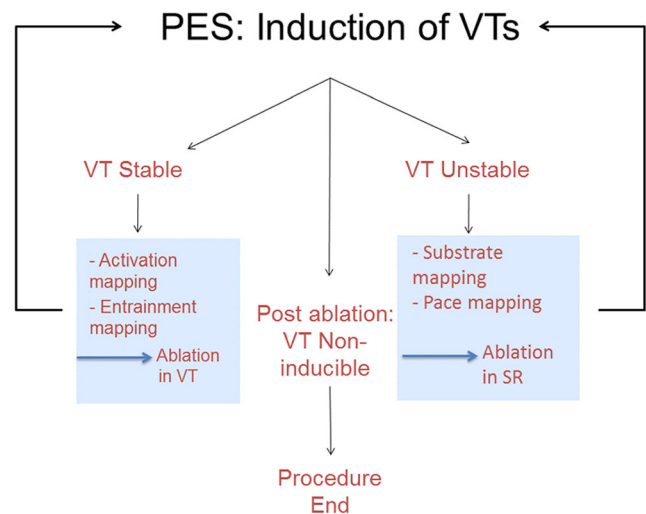 PES: Induction of VTs
VT Stable
- Activation
mapping
- Entrainment
mapping
Ablation
in VT
Post ablation:
VT Non-
inducible
Procedure
End
VT Unstable
- Substrate
mapping
- Pace mapping
Ablation
in SR